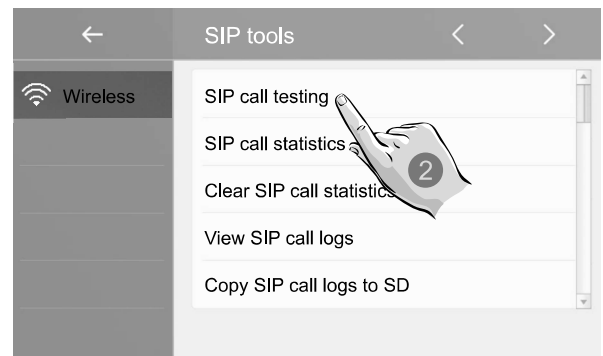 SIP tools
Wireless
SIP call testing
SIP call statistics
2
Clear SIP call statistics
View SIP call logs
Copy SIP call logs to SD